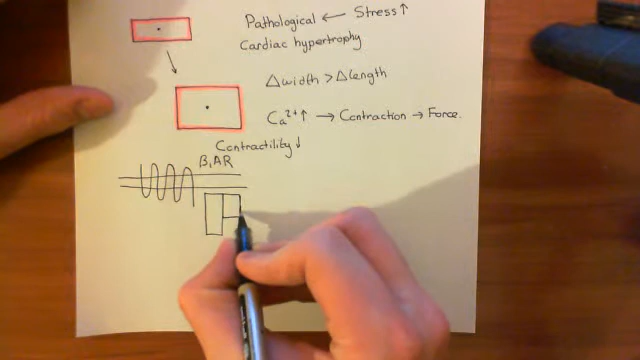 Pathological ← Stress ↑
Cardiac hypertrophy
Δwidth > Δlength
Ca²⁺↑ → Contraction → Force
Contractility ↓
β₁AR